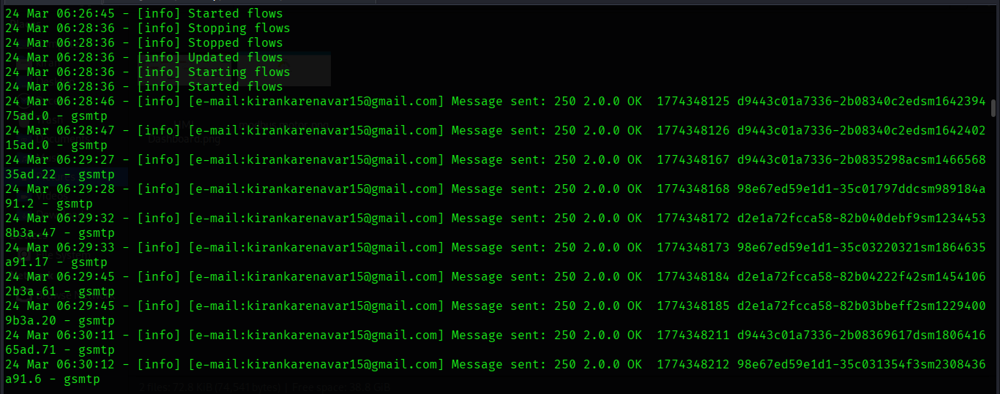 24 Mar 06:26:45 - [info] Started flows
24 Mar 06:28:36 - [info] Stopping flows
24 Mar 06:28:36 - [info] Stopped flows
24 Mar 06:28:36 - [info] Updated flows
24 Mar 06:28:36 - [info] Starting flows
24 Mar 06:28:36 - [info] Started flows
24 Mar 06:28:46 - [info] [e-mail:kirankarenavar15@gmail.com] Message sent: 250 2.0.0 OK  1774348125 d9443c01a7336-2b08340c2edsm1642394
75ad.0 - gsmtp
24 Mar 06:28:47 - [info] [e-mail:kirankarenavar15@gmail.com] Message sent: 250 2.0.0 OK  1774348126 d9443c01a7336-2b08340c2edsm1642402
15ad.0 - gsmtp
24 Mar 06:29:27 - [info] [e-mail:kirankarenavar15@gmail.com] Message sent: 250 2.0.0 OK  1774348167 d9443c01a7336-2b0835298acsm1466568
35ad.22 - gsmtp
24 Mar 06:29:28 - [info] [e-mail:kirankarenavar15@gmail.com] Message sent: 250 2.0.0 OK  1774348168 98e67ed59e1d1-35c01797ddcsm989184a
91.2 - gsmtp
24 Mar 06:29:32 - [info] [e-mail:kirankarenavar15@gmail.com] Message sent: 250 2.0.0 OK  1774348172 d2e1a72fcca58-82b040debf9sm1234453
8b3a.47 - gsmtp
24 Mar 06:29:33 - [info] [e-mail:kirankarenavar15@gmail.com] Message sent: 250 2.0.0 OK  1774348173 98e67ed59e1d1-35c03220321sm1864635
a91.17 - gsmtp
24 Mar 06:29:45 - [info] [e-mail:kirankarenavar15@gmail.com] Message sent: 250 2.0.0 OK  1774348184 d2e1a72fcca58-82b04222f42sm1454106
2b3a.61 - gsmtp
24 Mar 06:29:45 - [info] [e-mail:kirankarenavar15@gmail.com] Message sent: 250 2.0.0 OK  1774348185 d2e1a72fcca58-82b03bbeff2sm1229400
9b3a.20 - gsmtp
24 Mar 06:30:11 - [info] [e-mail:kirankarenavar15@gmail.com] Message sent: 250 2.0.0 OK  1774348211 d9443c01a7336-2b08369617dsm1806416
65ad.71 - gsmtp
24 Mar 06:30:12 - [info] [e-mail:kirankarenavar15@gmail.com] Message sent: 250 2.0.0 OK  1774348212 98e67ed59e1d1-35c031354f3sm2308436
a91.6 - gsmtp